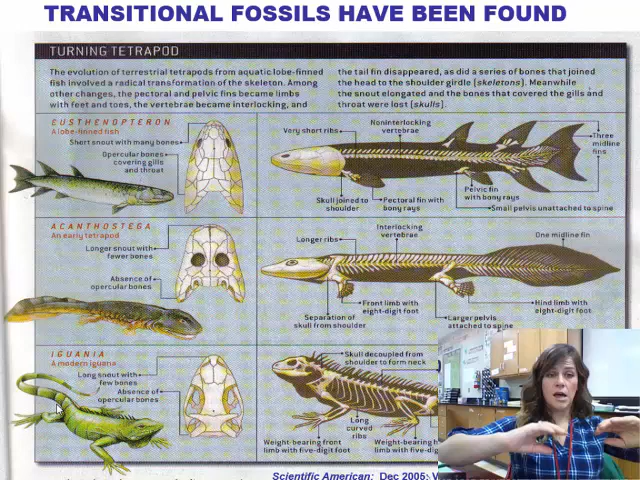 TRANSITIONAL FOSSILS HAVE BEEN FOUND
TURNING TETRAPOD
The evolution of terrestrial tetrapods from aquatic lobe-finned
fish involved a radical transformation of the skeleton. Among
other changes, the pectoral and pelvic fins became limbs
with feet and toes, the vertebrae became interlocking, and
the tail fin disappeared, as did a series of bones that joined
the head to the shoulder girdle [skeletons]. Meanwhile
the snout elongated and the bones that covered the gills and
throat were lost [skulls].
EUSTHENOPTERON
A lobe-finned fish
Short snout with many bones
Opercular bones
covering gills
and throat
Very short ribs
Noninterlocking
vertebrae
Three
midline
fins
Skull joined to
shoulder
Pectoral fin with
bony rays
Pelvic fin
with bony rays
Small pelvis unattached to spine
ACANTHOSTEGA
An early tetrapod
Longer snout with
fewer bones
Absence of
opercular bones
Longer ribs
Interlocking
vertebrae
One midline fin
Separation of
skull from shoulder
Front limb with
eight-digit foot
Larger pelvis
attached to spine
Hind limb with
eight-digit foot
IGUANIA
A modern iguana
Long snout with
few bones
Absence of
opercular bones
Skull decoupled from
shoulder to form neck
Long
curved
ribs
Weight-bearing front
limb with five-digit foot
Weight-bearing h
limb with five-dig
Scientific American: Dec 2005: V